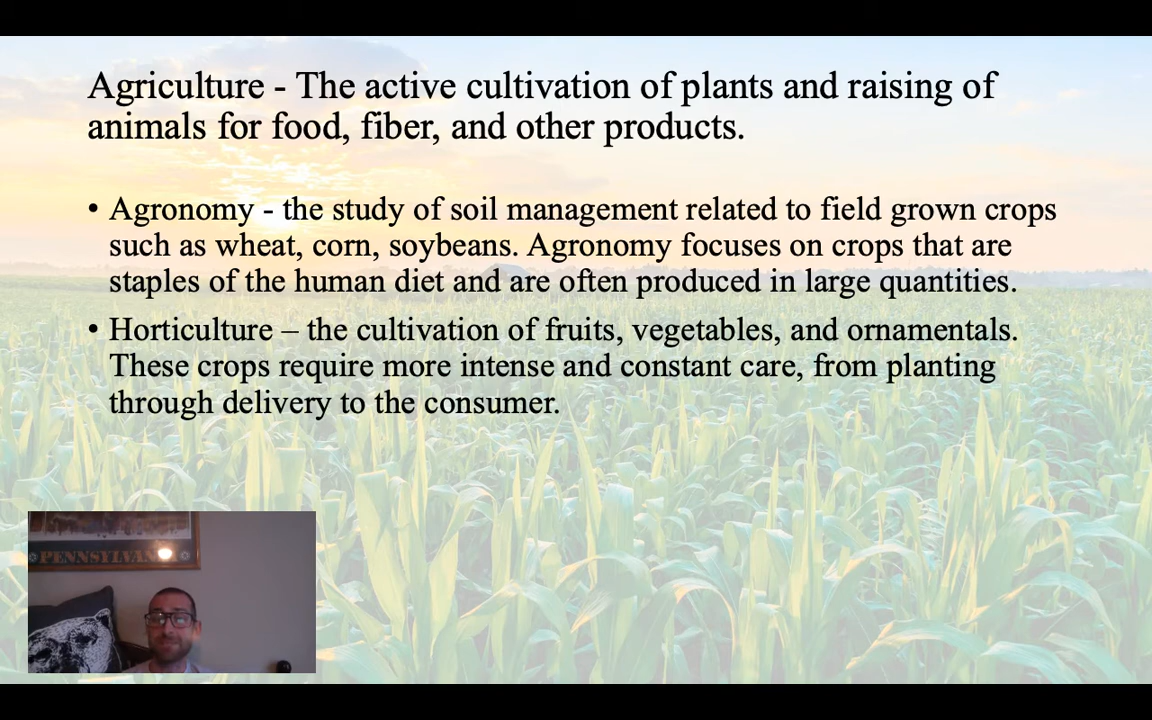 Agriculture - The active cultivation of plants and raising of
animals for food, fiber, and other products.
• Agronomy - the study of soil management related to field grown crops
such as wheat, corn, soybeans. Agronomy focuses on crops that are
staples of the human diet and are often produced in large quantities.
• Horticulture – the cultivation of fruits, vegetables, and ornamentals.
These crops require more intense and constant care, from planting
through delivery to the consumer.